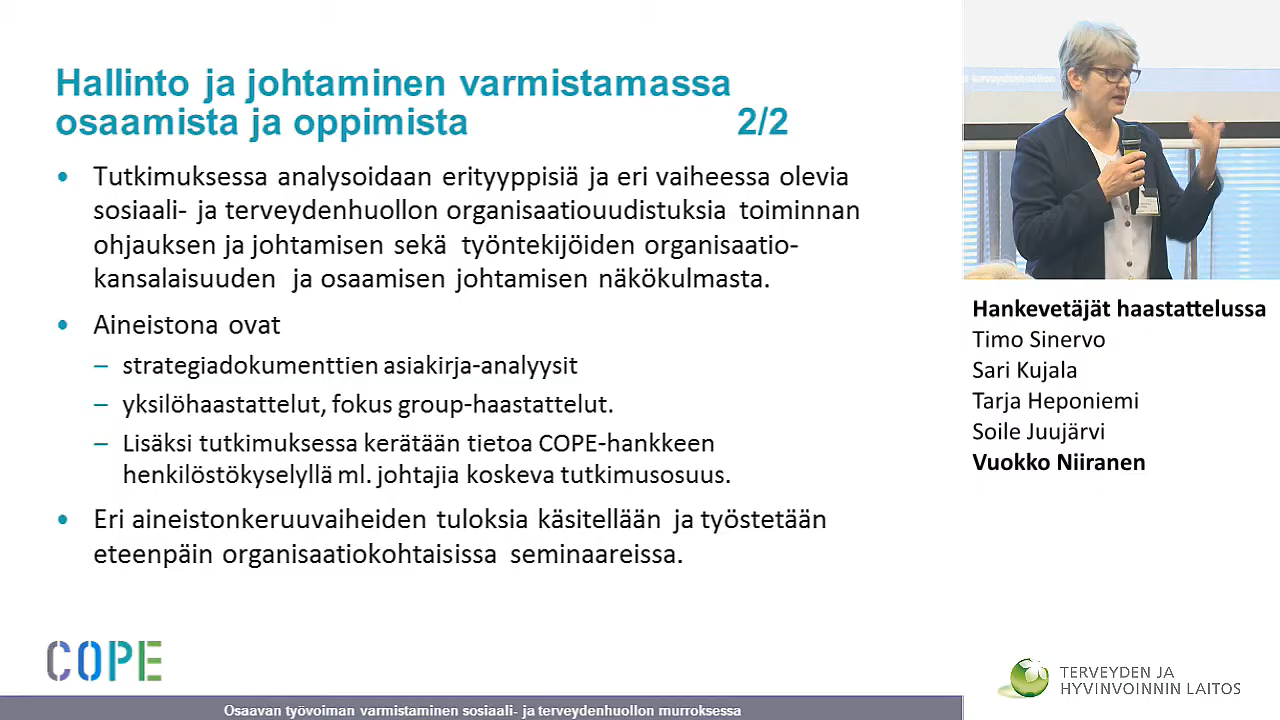 Hallinto ja johtaminen varmistamassa
osaamista ja oppimista 2/2
• Tutkimuksessa analysoidaan erityyppisiä ja eri vaiheessa olevia
sosiaali- ja terveydenhuollon organisaatiouudistuksia toiminnan
ohjauksen ja johtamisen sekä työntekijöiden organisaatio-
kansalaisuuden ja osaamisen johtamisen näkökulmasta.
• Aineistona ovat
– strategiadokumenttien asiakirja-analyysit
– yksilöhaastattelut, fokus group-haastattelut.
– Lisäksi tutkimuksessa kerätään tietoa COPE-hankkeen
henkilöstökyselyllä ml. johtajia koskeva tutkimusosuus.
• Eri aineistonkeruuvaiheiden tuloksia käsitellään ja työstetään
eteenpäin organisaatiokohtaisissa seminaareissa.
COPE
Osaavan työvoiman varmistaminen sosiaali- ja terveydenhuollon murroksessa
Hankevetäjät haastattelussa
Timo Sinervo
Sari Kujala
Tarja Heponiemi
Soile Juujärvi
Vuokko Niiranen
TERVEYDEN JA
HYVINVOINNIN LAITOS